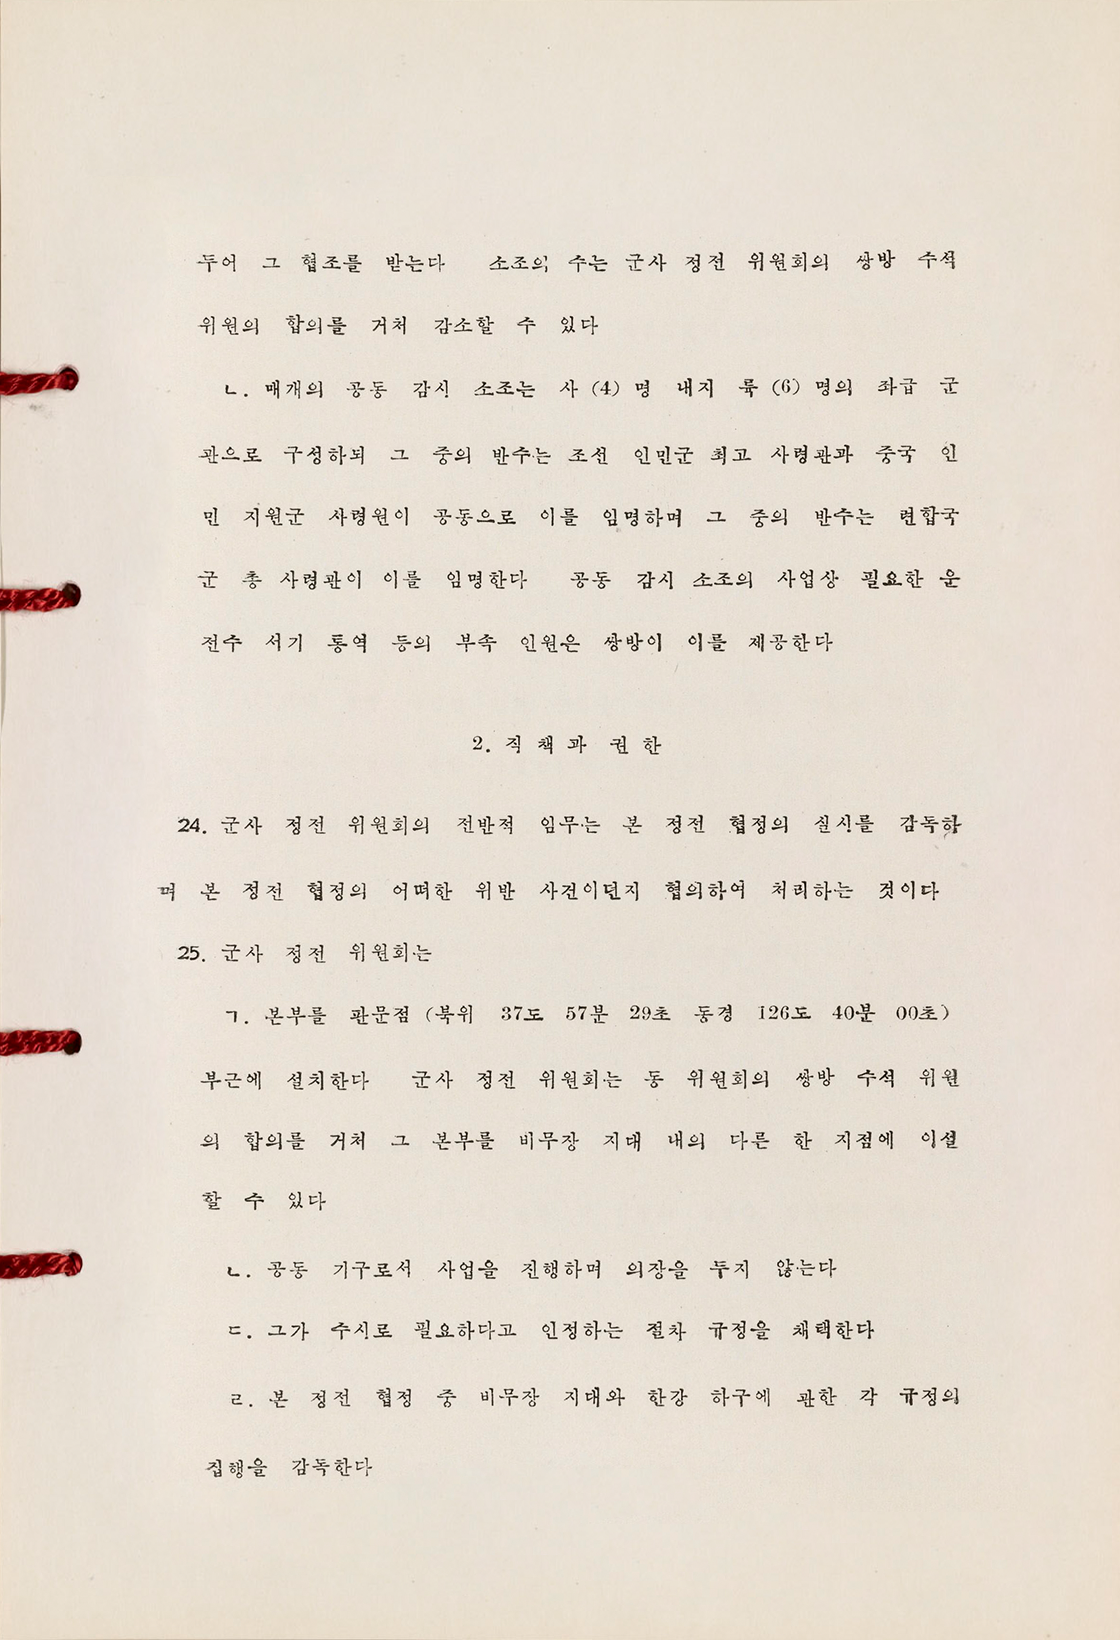 두어 그 협조를 받는다 소조의 수는 군사 정전 위원회의 쌍방 수석
위원의 합의를 거처 감소할 수 있다
ㄴ. 매개의 공동 감시 소조는 사 (4) 명 내지 륙 (6) 명의 좌급 군
관으로 구성하되 그 중의 반수는 조선 인민군 최고 사령관과 중국 인
민 지원군 사령원이 공동으로 이를 임명하며 그 중의 반수는 련합국
군 총 사령관이 이를 임명한다 공동 감시 소조의 사업상 필요한 운
전수 서기 통역 등의 부속 인원은 쌍방이 이를 제공한다
2. 직책과 권한
24. 군사 정전 위원회의 전반적 임무는 본 정전 협정의 실시를 감독하
며 본 정전 협정의 어떠한 위반 사건이던지 협의하여 처리하는 것이다
25. 군사 정전 위원회는
ㄱ. 본부를 판문점 (북위 37도 57분 29초 동경 126도 40분 00초)
부근에 설치한다 군사 정전 위원회는 동 위원회의 쌍방 수석 위원
의 합의를 거처 그 본부를 비무장 지대 내의 다른 한 지점에 이설
할 수 있다
ㄴ. 공동 기구로서 사업을 진행하며 의장을 두지 않는다
ㄷ. 그가 수시로 필요하다고 인정하는 절차 규정을 채택한다
ㄹ. 본 정전 협정 중 비무장 지대와 한강 하구에 관한 각 규정의
집행을 감독한다